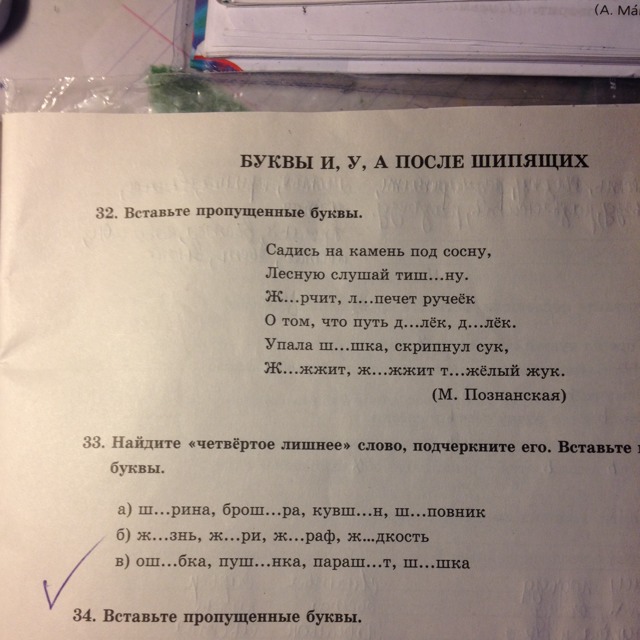 (А. Ма
БУКВЫ И, У, А ПОСЛЕ ШИПЯЩИХ
32. Вставьте пропущенные буквы.
Садись на камень под сосну,
Лесную слушай тиш...ну.
Ж...рчит, л...печет ручеёк
О том, что путь д...лёк, д...лёк.
Упала ш...шка, скрипнул сук,
Ж...жжит, ж...жжит т...жёлый жук.
(М. Познанская)
33. Найдите «четвёртое лишнее» слово, подчеркните его. Вставьте
буквы.
а) ш...рина, брош...ра, кувш...н, ш...повник
б) ж...знь, ж...ри, ж...раф, ж...дкость
в) ош...бка, пуш...нка, параш...т, ш...шка
34. Вставьте пропущенные буквы.